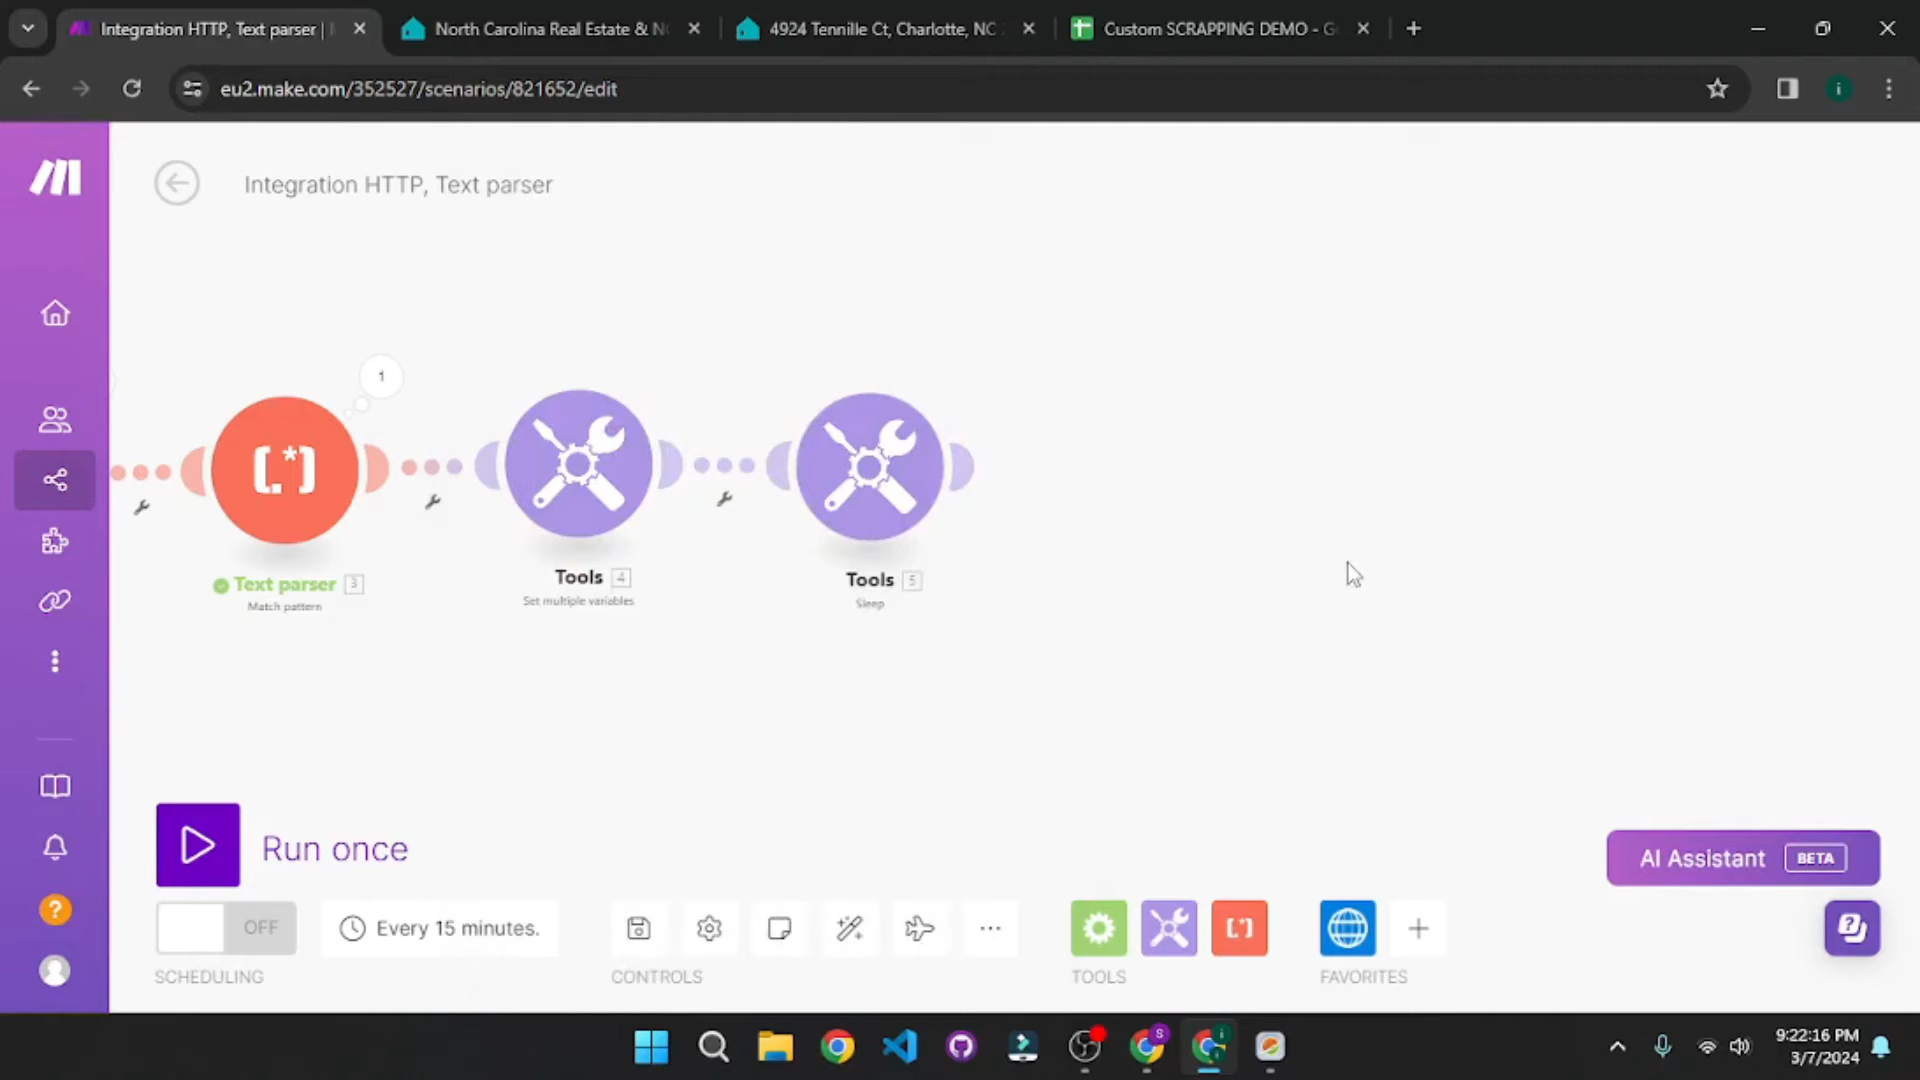 Integration HTTP, Text parser |
North Carolina Real Estate & N
4924 Tennille Ct, Charlotte, NC
Custom SCRAPPING DEMO - G
eu2.make.com/352527/scenarios/821652/edit
i
Integration HTTP, Text parser
1
[.*]
Text parser 3
Match pattern
Tools 4
Set multiple variables
Tools 5
Sleep
Run once
AI Assistant BETA
OFF
Every 15 minutes.
[.*]
SCHEDULING
CONTROLS
TOOLS
FAVORITES
9:22:16 PM
3/7/2024